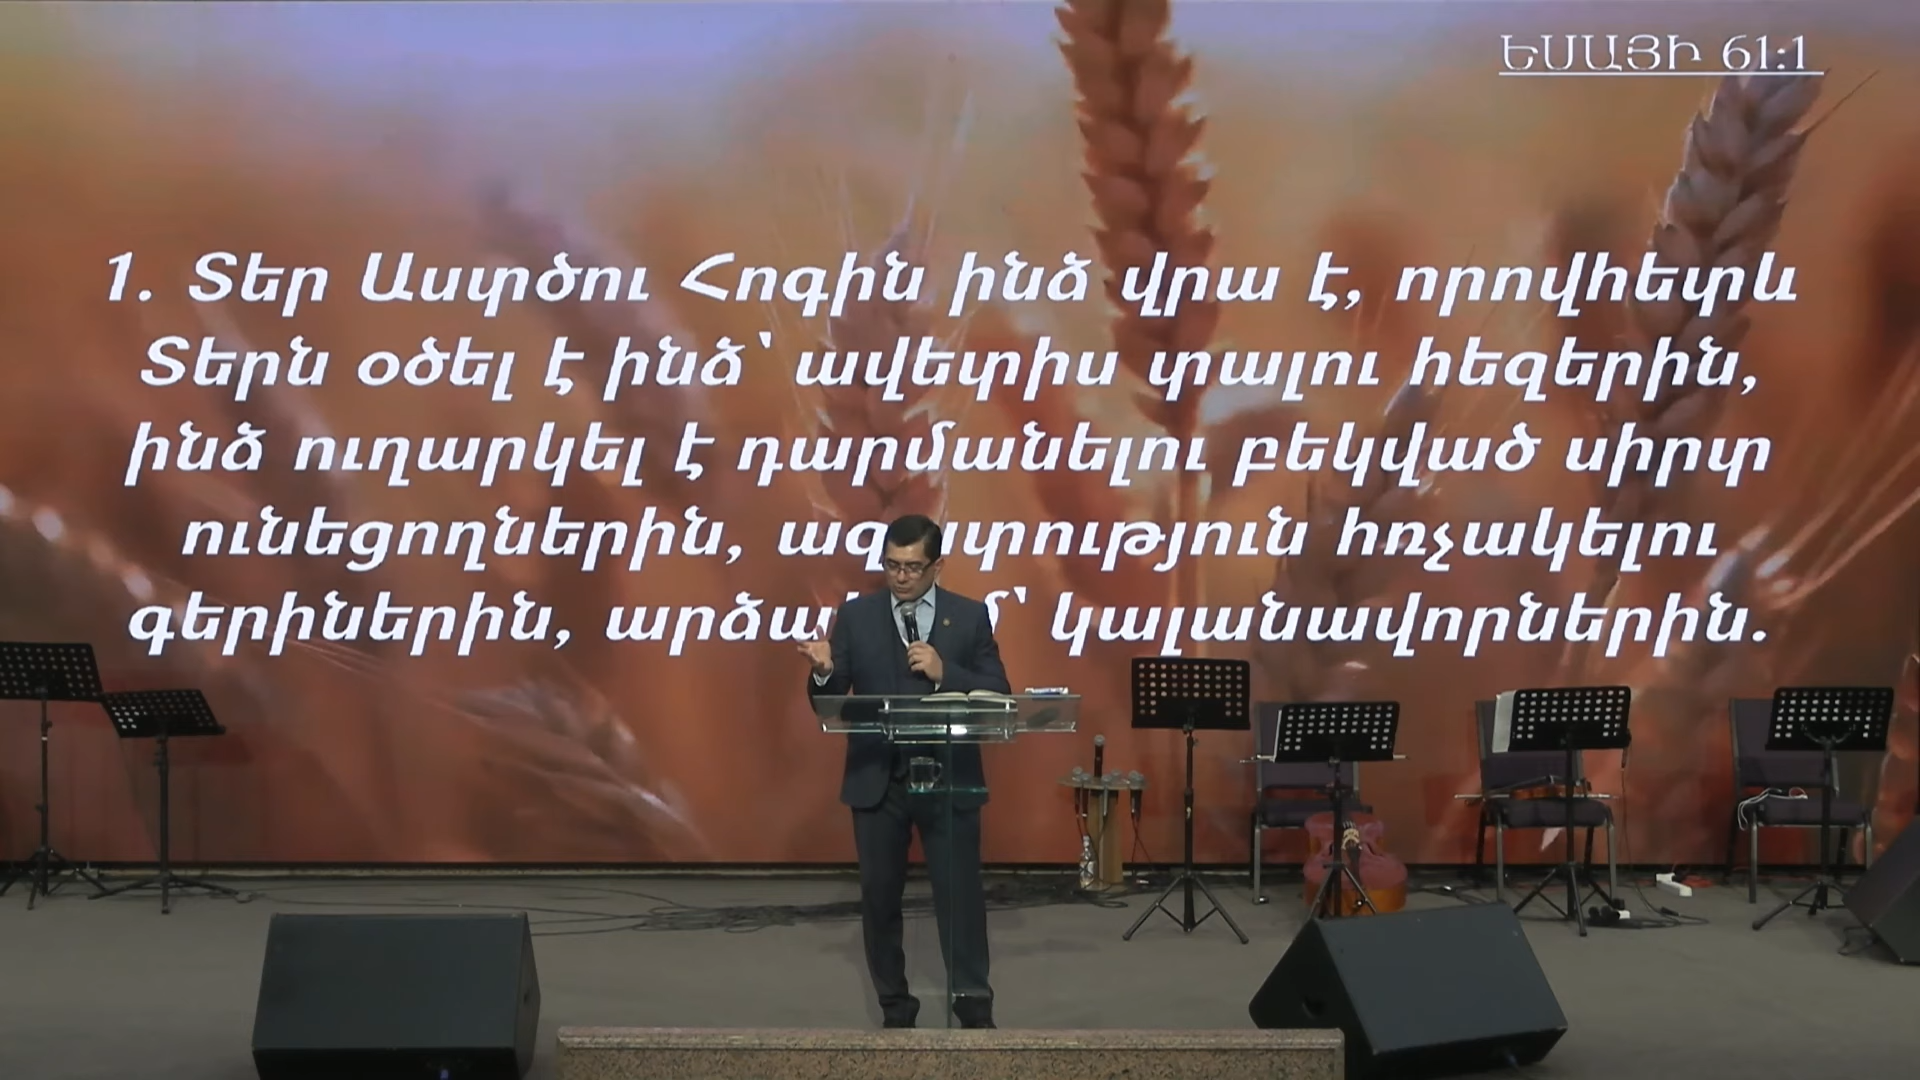 ԵՍԱՅԻ 61:1
1. Տեր Աստծու Հոգին ինձ վրա է, որովհետև
Տերն օծել է ինձ՝ ավետիս տալու հեզերին,
ինձ ուղարկել է դարմանելու բեկված սիրտ
ունեցողներին, հռչակելու
գերիներին, կալանավորներին.